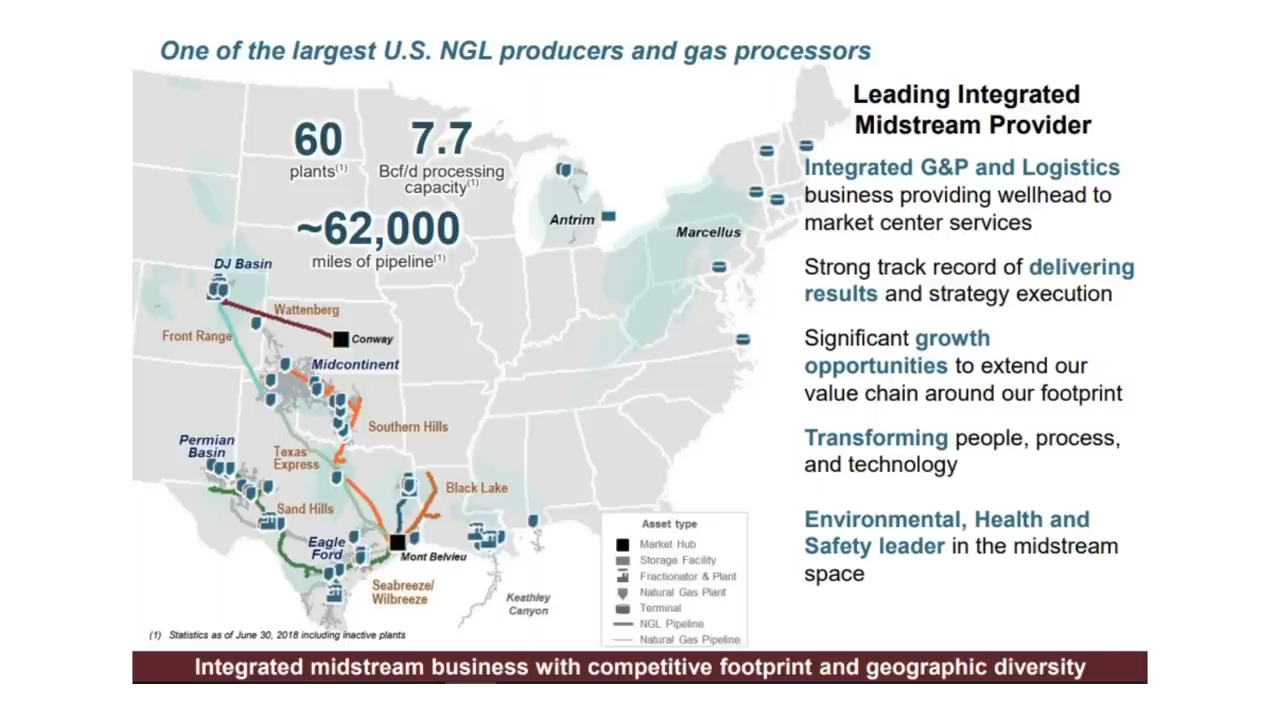 One of the largest U.S. NGL producers and gas processors
60
plants(1)
7.7
Bcf/d processing
capacity(1)
~62,000
miles of pipeline(1)
Antrim
Marcellus
DJ Basin
Wattenberg
Front Range
Conway
Midcontinent
Southern Hills
Permian
Basin
Texas
Express
Black Lake
Sand Hills
Eagle
Ford
Mont Belvieu
Seabreeze/
Wilbreeze
Keathley
Canyon
Asset type
Market Hub
Storage Facility
Fractionator & Plant
Natural Gas Plant
Terminal
NGL Pipeline
Natural Gas Pipeline
(1) Statistics as of June 30, 2018 including inactive plants
Leading Integrated
Midstream Provider
Integrated G&P and Logistics
business providing wellhead to
market center services
Strong track record of delivering
results and strategy execution
Significant growth
opportunities to extend our
value chain around our footprint
Transforming people, process,
and technology
Environmental, Health and
Safety leader in the midstream
space
Integrated midstream business with competitive footprint and geographic diversity